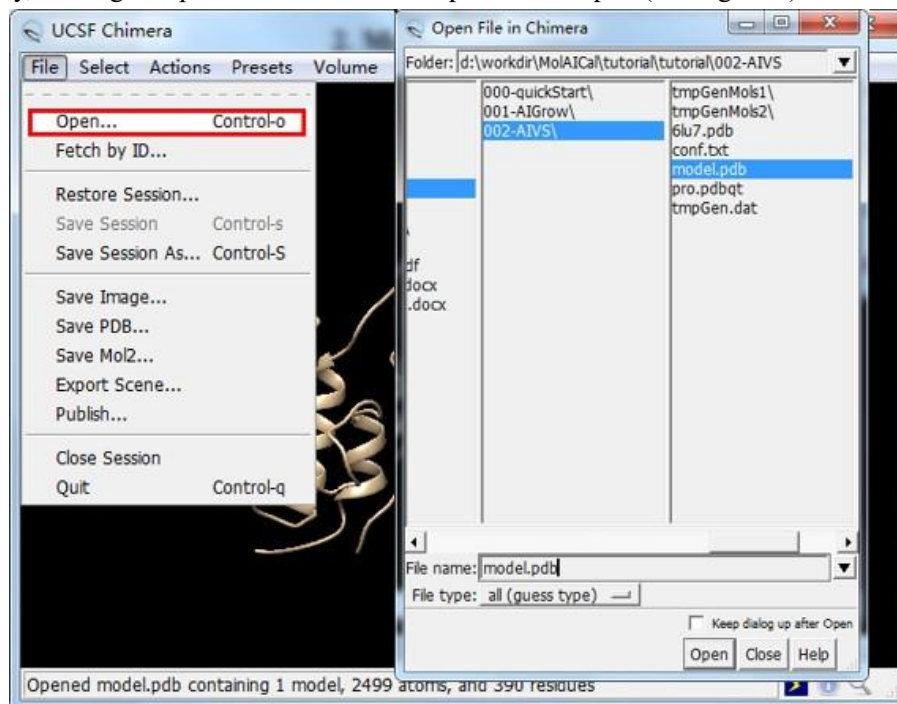 UCSF Chimera
File Select Actions Presets Volume
Open... Control-o
Fetch by ID...
Restore Session...
Save Session Control-s
Save Session As... Control-S
Save Image...
Save PDB...
Save Mol2...
Export Scene...
Publish...
Close Session
Quit Control-q
Opened model.pdb containing 1 model, 2499 atoms, and 390 residues
Open File in Chimera
Folder: d:\workdir\MolAICal\tutorial\tutorial\002-AIVS
df
docx
.docx
000-quickStart\
001-AIGrow\
002-AIVS\
tmpGenMols1\
tmpGenMols2\
6lu7.pdb
conf.txt
model.pdb
pro.pdbqt
tmpGen.dat
File name: model.pdb
File type: all (guess type)
Keep dialog up after Open
Open Close Help